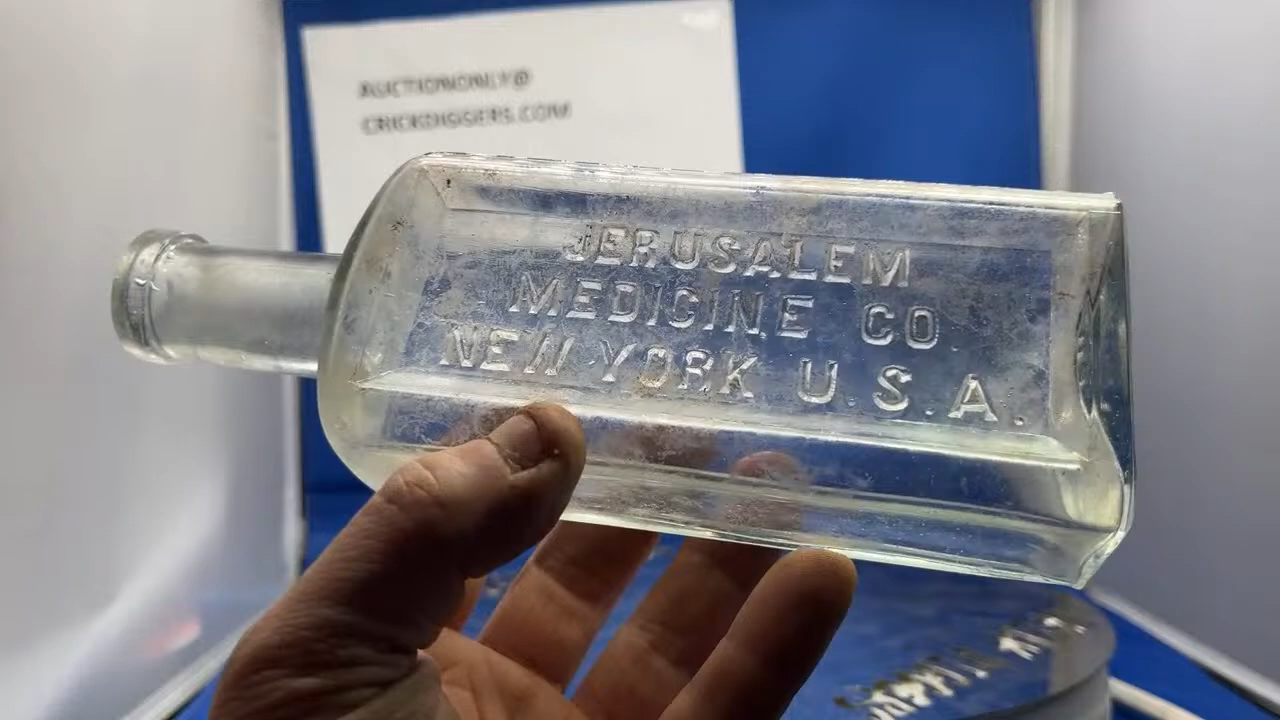 AUCTIONONLY@
CRICKDIGGERS.COM
JERUSALEM
MEDICINE CO.
NEW YORK U.S.A.